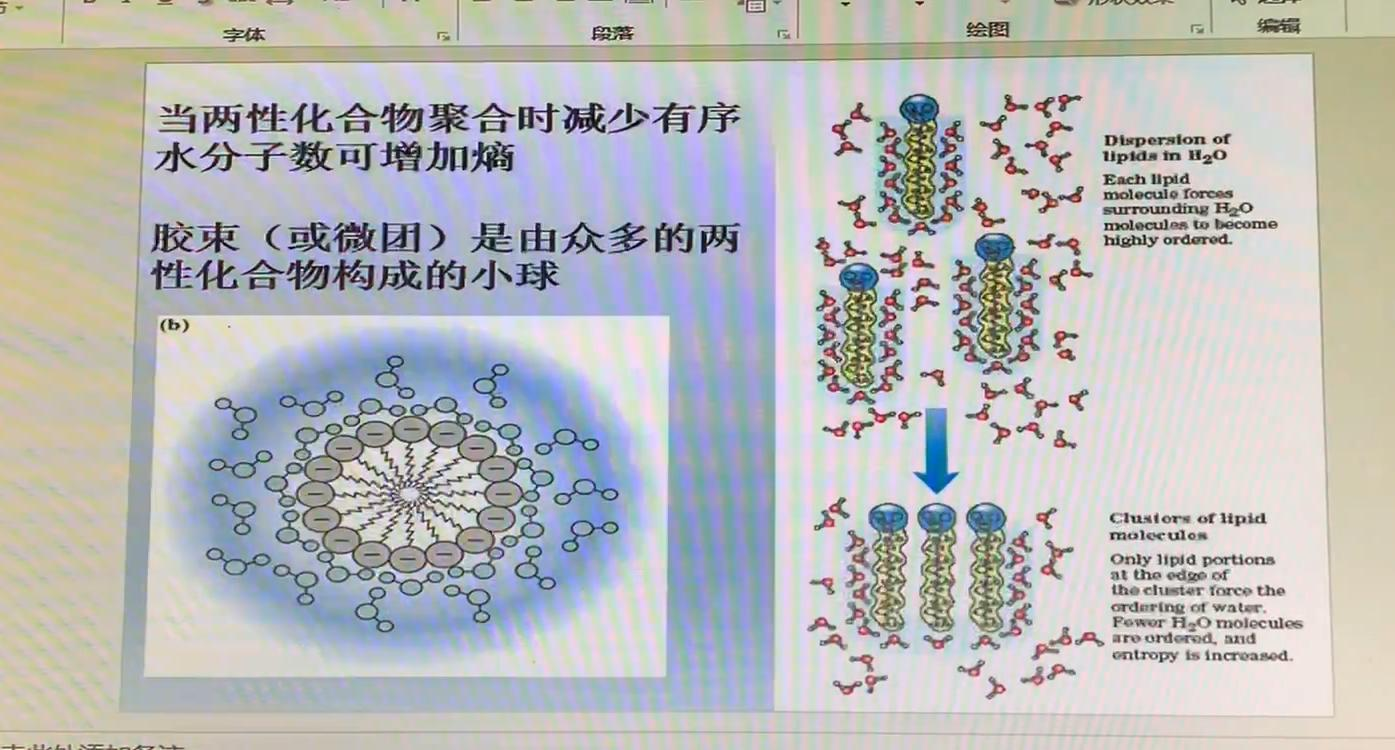 字体
段落
绘图
编辑
当两性化合物聚合时减少有序
水分子数可增加熵
胶束（或微团）是由众多的两
性化合物构成的小球
(b)
Dispersion of
lipids in H₂O
Each lipid
molecule forces
surrounding H₂O
molecules to become
highly ordered.
Clusters of lipid
molecules
Only lipid portions
at the edge of
the cluster force the
ordering of water.
Fewer H₂O molecules
are ordered, and
entropy is increased.